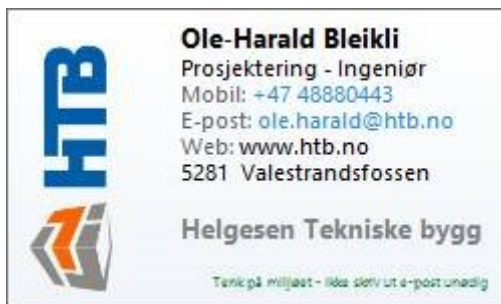 HTB
Ole-Harald Bleikli
Prosjektering - Ingeniør
Mobil: +47 48880443
E-post: ole.harald@htb.no
Web: www.htb.no
5281 Valestrandsfossen
Helgesen Tekniske bygg
Tenk på miljøet - ikke skriv ut e-post unødig